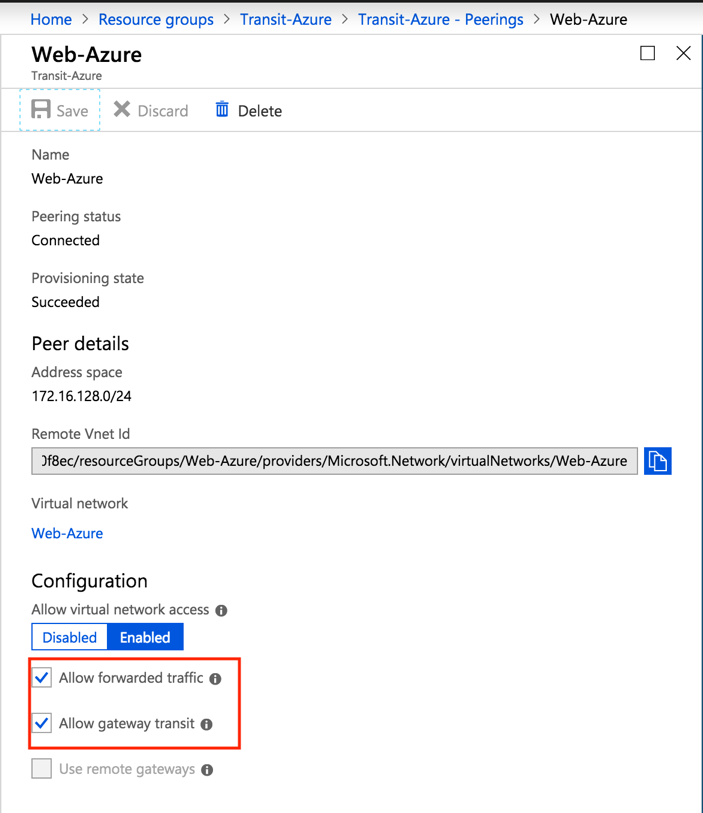 Home > Resource groups > Transit-Azure > Transit-Azure - Peerings > Web-Azure
Web-Azure
Transit-Azure
Save Discard Delete
Name
Web-Azure
Peering status
Connected
Provisioning state
Succeeded
Peer details
Address space
172.16.128.0/24
Remote Vnet Id
0f8ec/resourceGroups/Web-Azure/providers/Microsoft.Network/virtualNetworks/Web-Azure
Virtual network
Web-Azure
Configuration
Allow virtual network access
Disabled Enabled
Allow forwarded traffic
Allow gateway transit
Use remote gateways